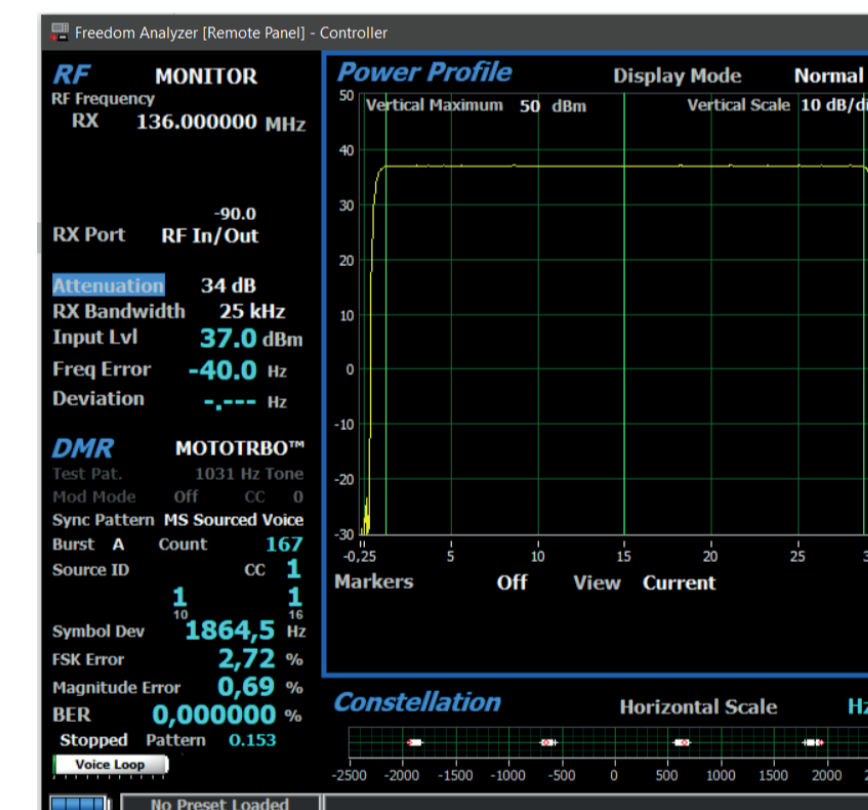 Freedom Analyzer [Remote Panel] - Controller
RF MONITOR
RF Frequency
RX 136.000000 MHz
-90.0
RX Port RF In/Out
Attenuation 34 dB
RX Bandwidth 25 kHz
Input Lvl 37.0 dBm
Freq Error -40.0 Hz
Deviation -.--- Hz
DMR MOTOTRBO™
Test Pat. 1031 Hz Tone
Mod Mode Off CC 0
Sync Pattern MS Sourced Voice
Burst A Count 167
Source ID CC 1
1 1
10 16
Symbol Dev 1864,5 Hz
FSK Error 2,72 %
Magnitude Error 0,69 %
BER 0,000000 %
Stopped Pattern 0.153
Voice Loop
No Preset Loaded
Power Profile Display Mode Normal
Vertical Maximum 50 dBm Vertical Scale 10 dB/di
50
40
30
20
10
0
-10
-20
-30
-0,25 5 10 15 20 25 3
Markers Off View Current
Constellation Horizontal Scale Hz
-2500 -2000 -1500 -1000 -500 0 500 1000 1500 2000 2